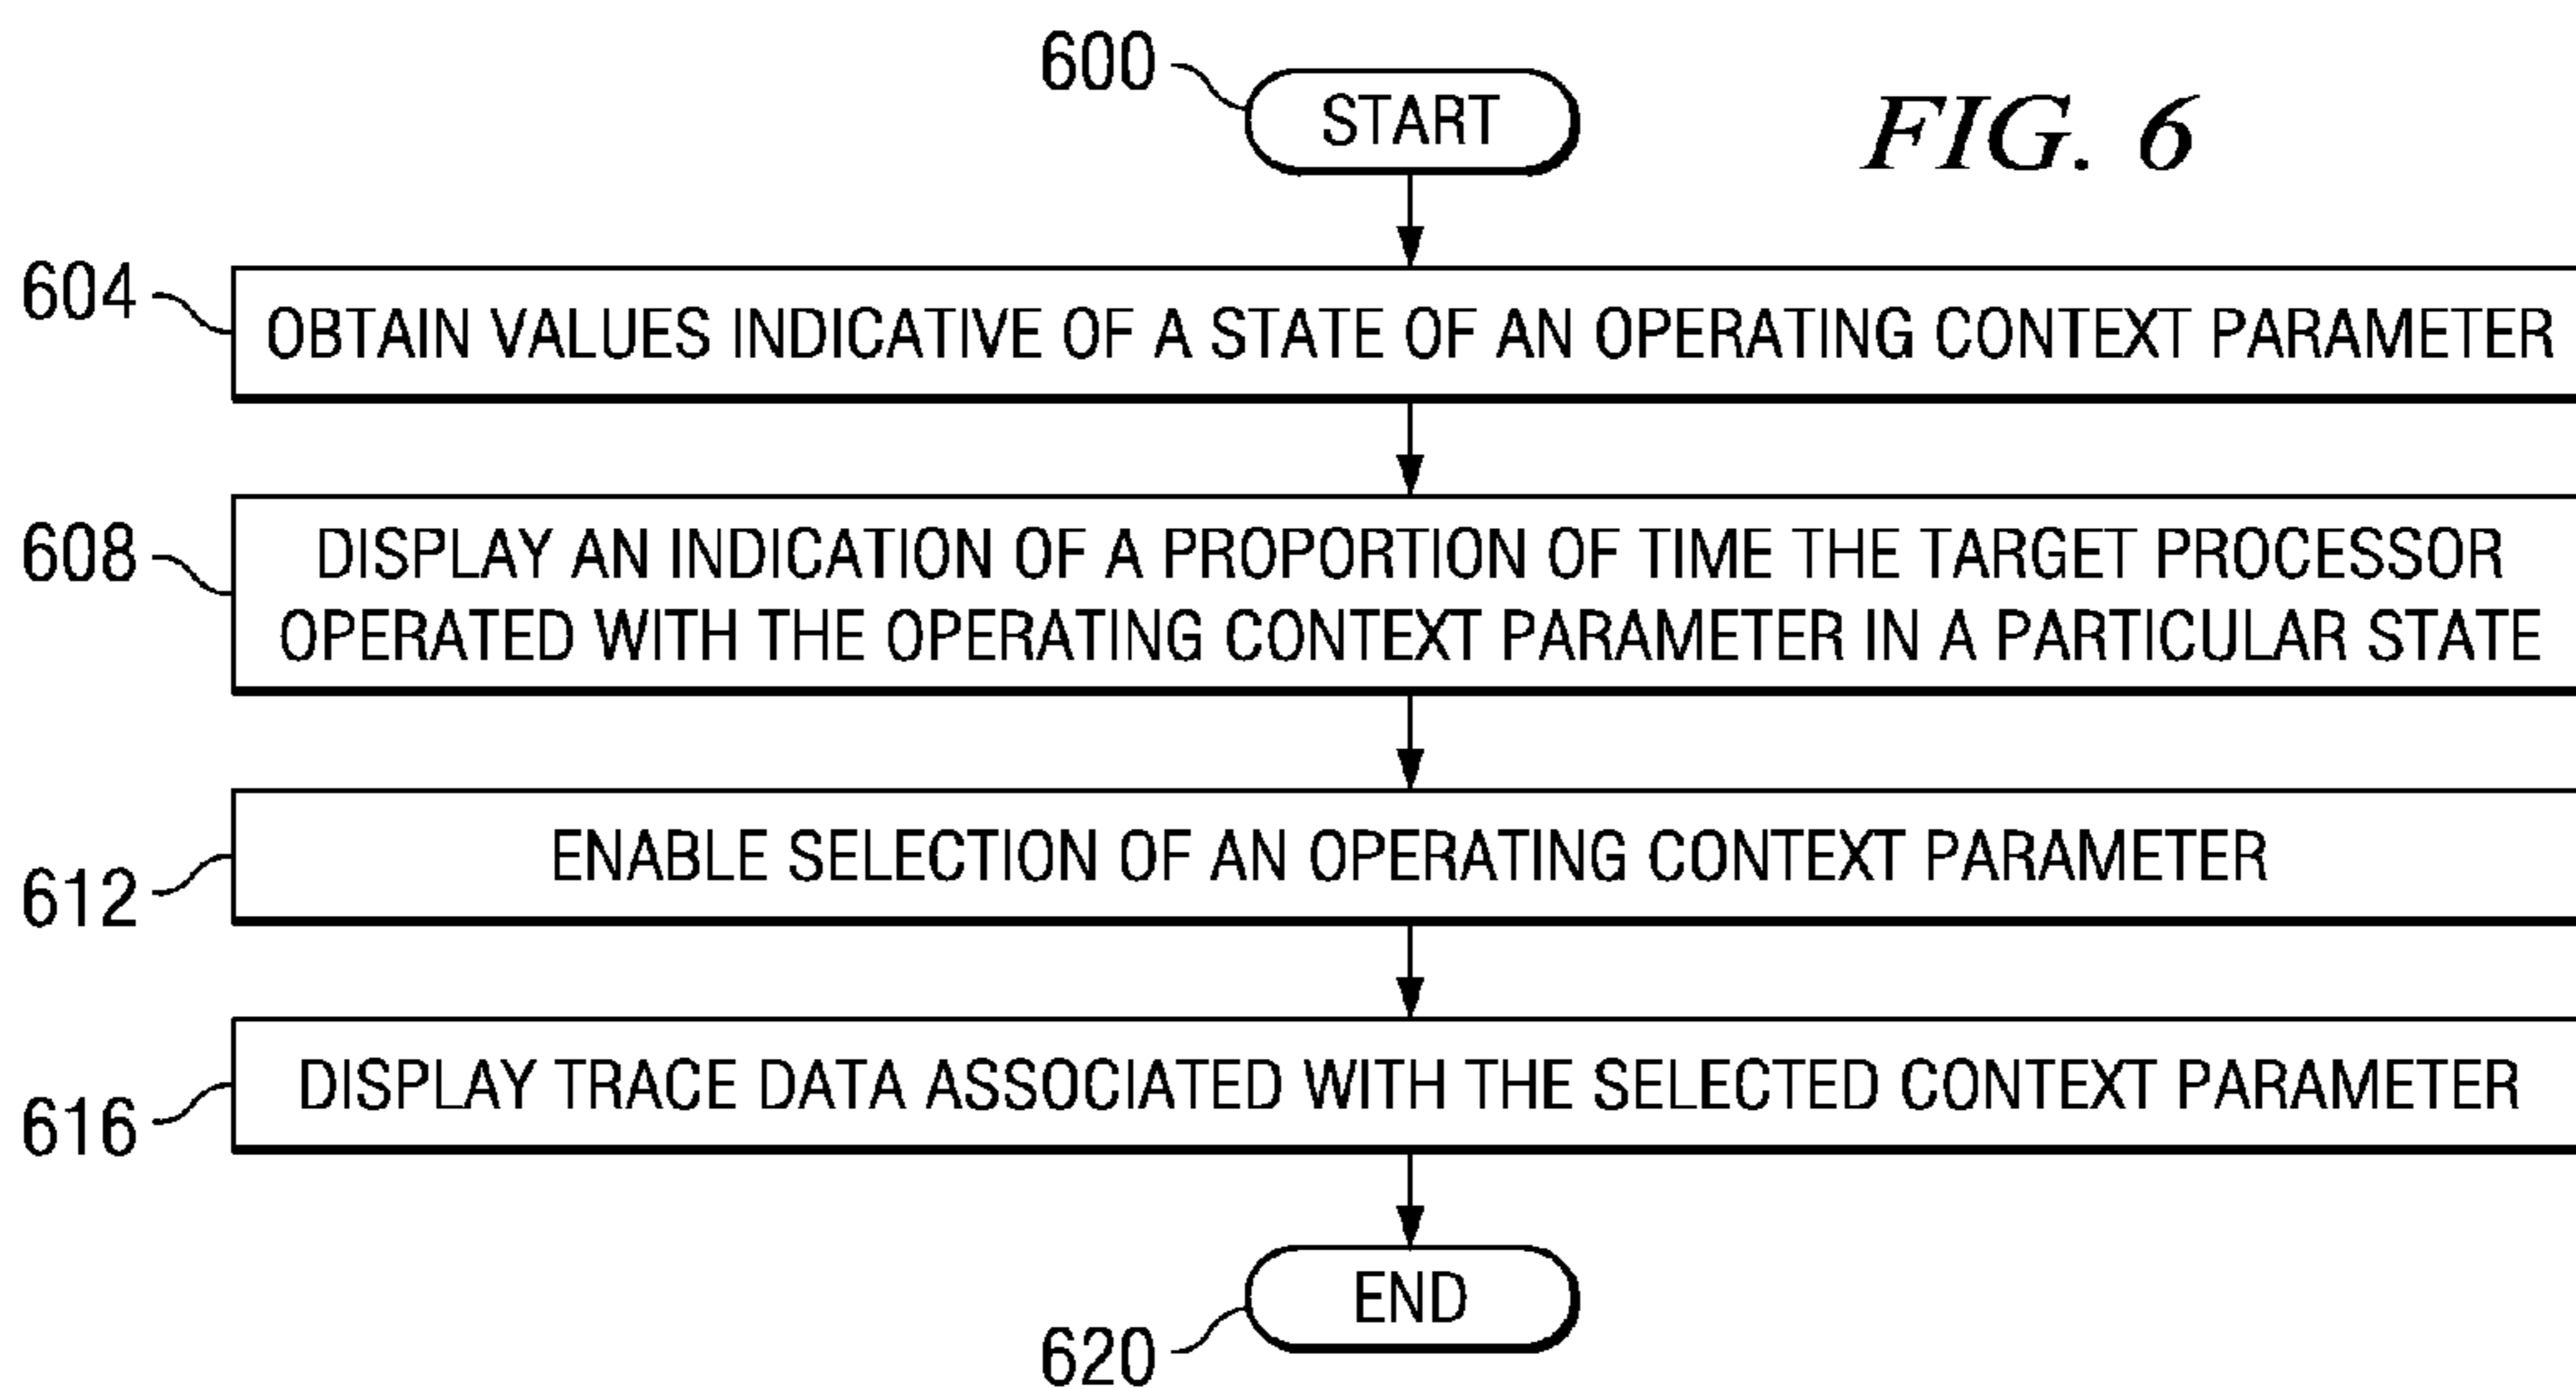 600
START
FIG. 6
604
OBTAIN VALUES INDICATIVE OF A STATE OF AN OPERATING CONTEXT PARAMETER
608
DISPLAY AN INDICATION OF A PROPORTION OF TIME THE TARGET PROCESSOR
OPERATED WITH THE OPERATING CONTEXT PARAMETER IN A PARTICULAR STATE
612
ENABLE SELECTION OF AN OPERATING CONTEXT PARAMETER
616
DISPLAY TRACE DATA ASSOCIATED WITH THE SELECTED CONTEXT PARAMETER
END
620